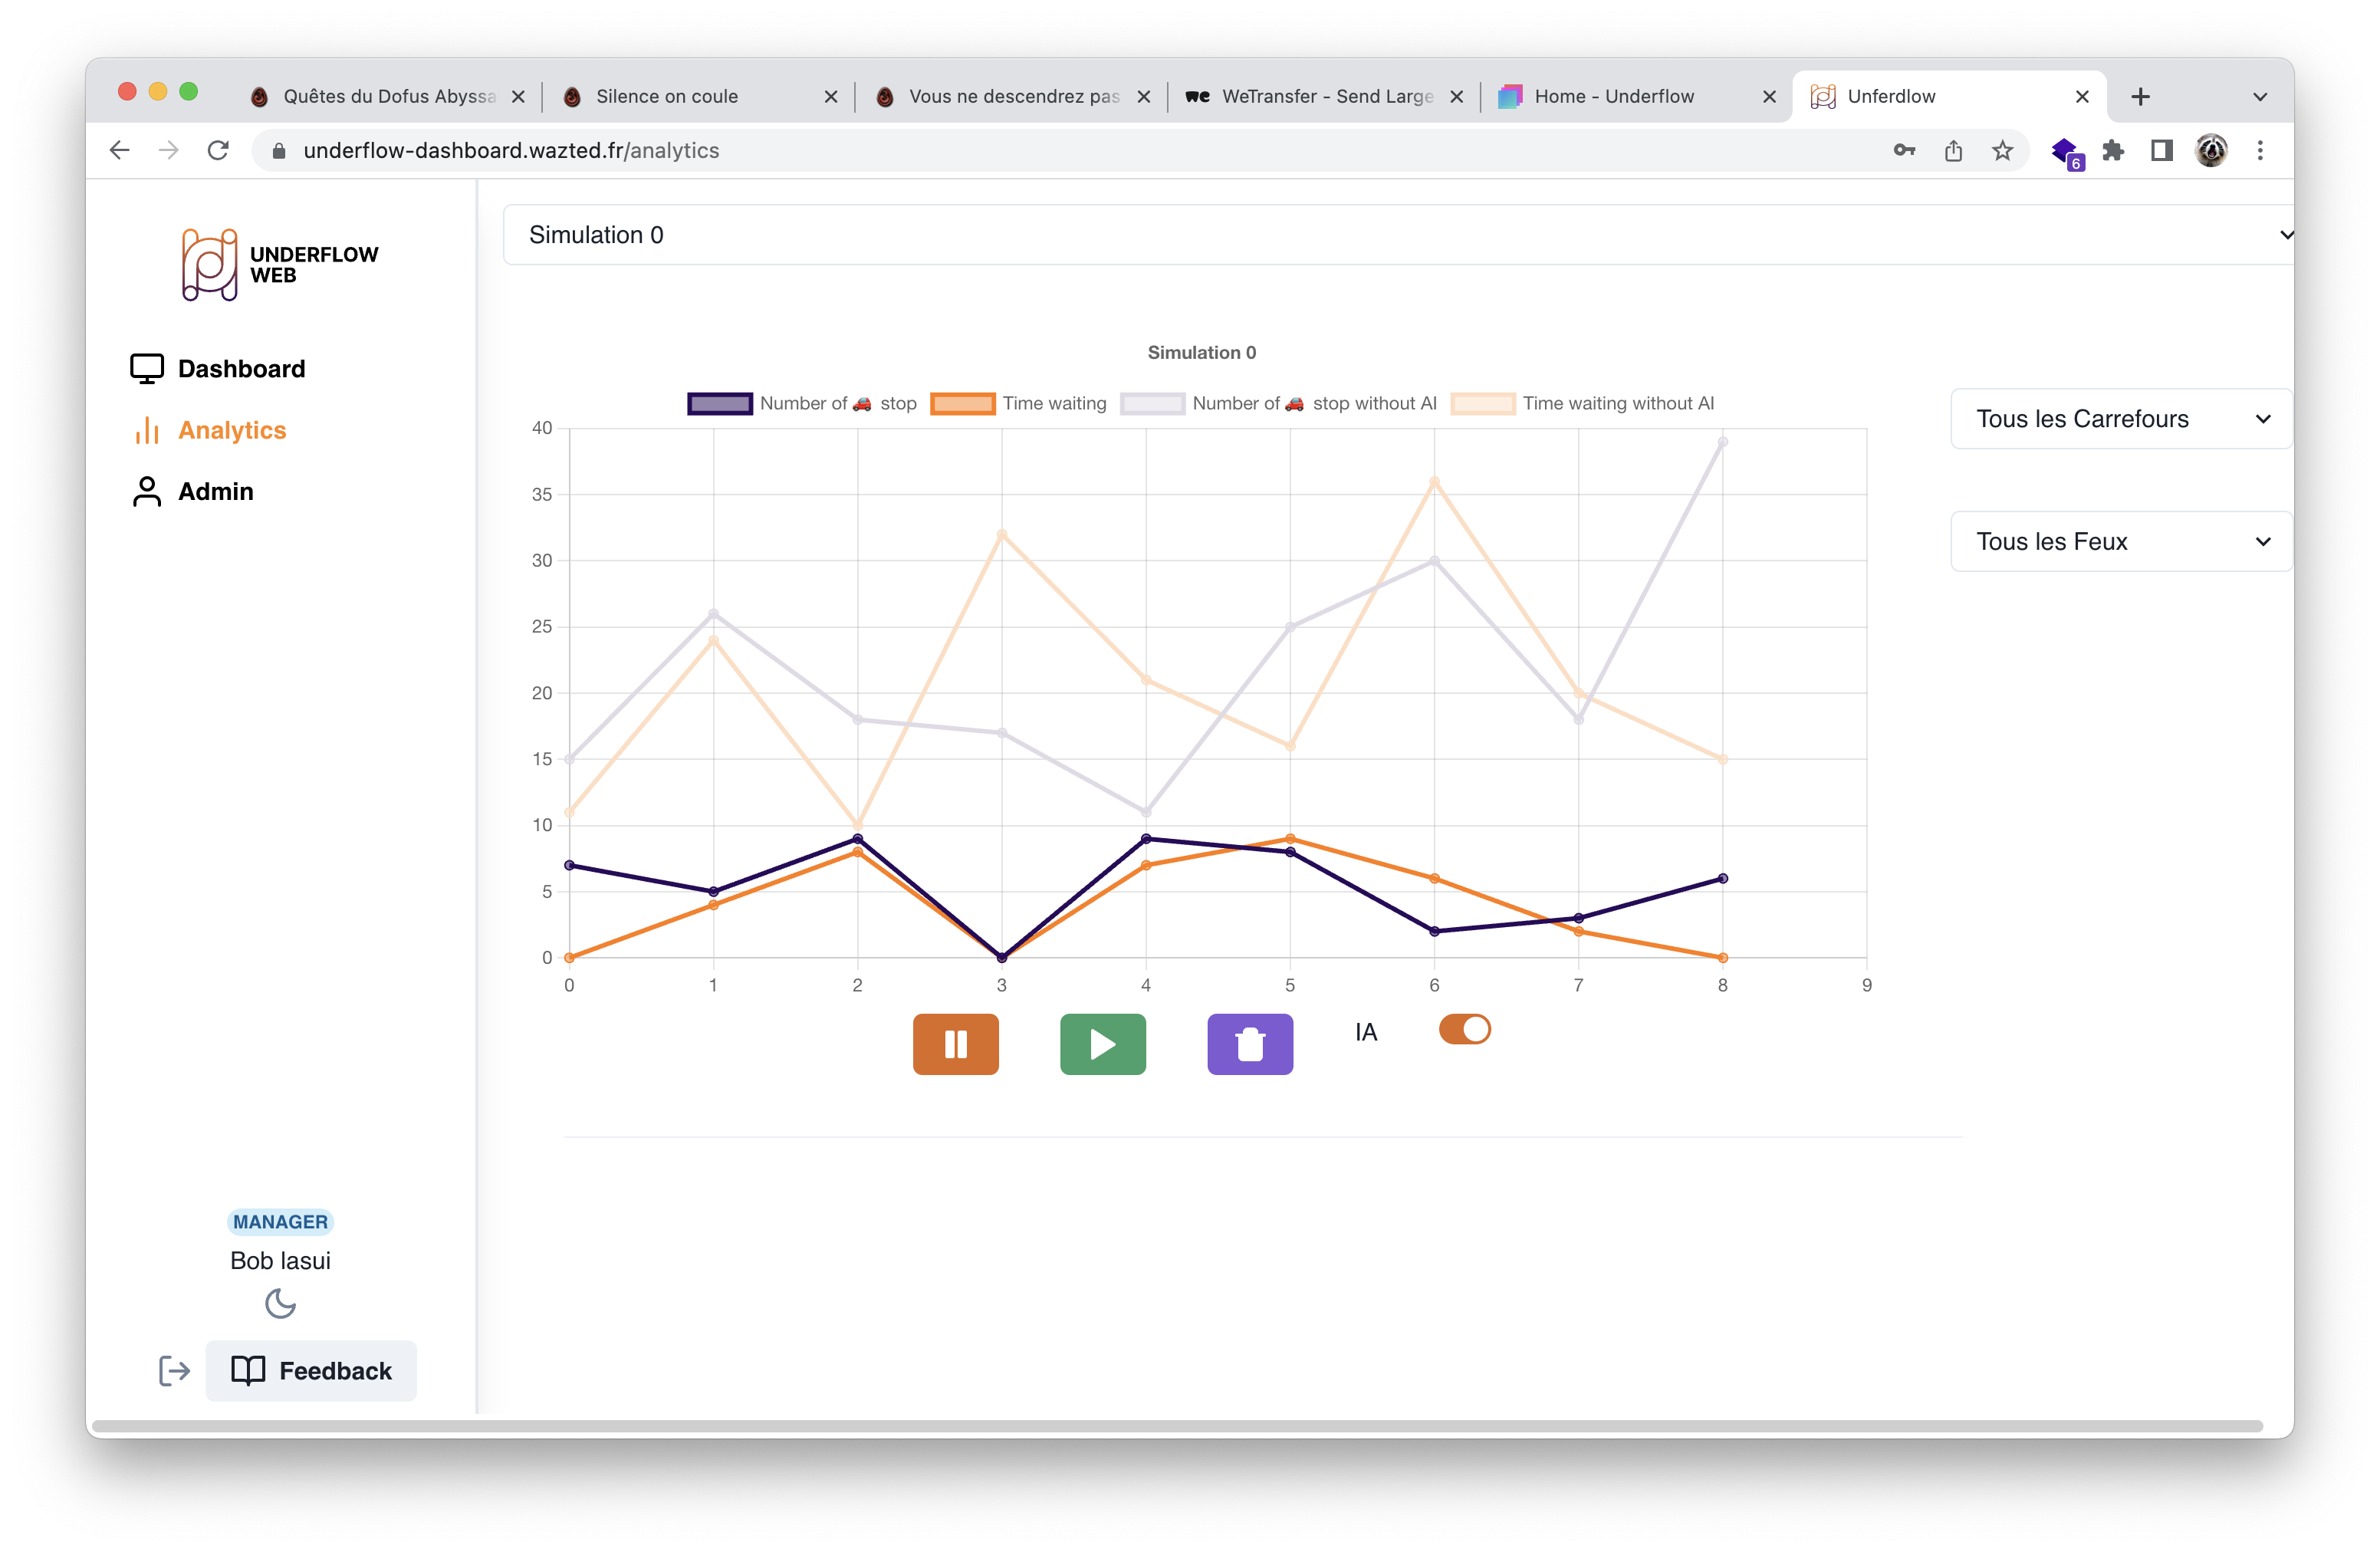 Quêtes du Dofus Abyssa
Silence on coule
Vous ne descendrez pas
WeTransfer - Send Large
Home - Underflow
Unferdlow
underflow-dashboard.wazted.fr/analytics
6
UNDERFLOW
WEB
Dashboard
Analytics
Admin
Simulation 0
Simulation 0
Number of 🚗 stop
Time waiting
Number of 🚗 stop without AI
Time waiting without AI
40
35
30
25
20
15
10
5
0
0 1 2 3 4 5 6 7 8 9
Tous les Carrefours
Tous les Feux
IA
MANAGER
Bob lasui
Feedback